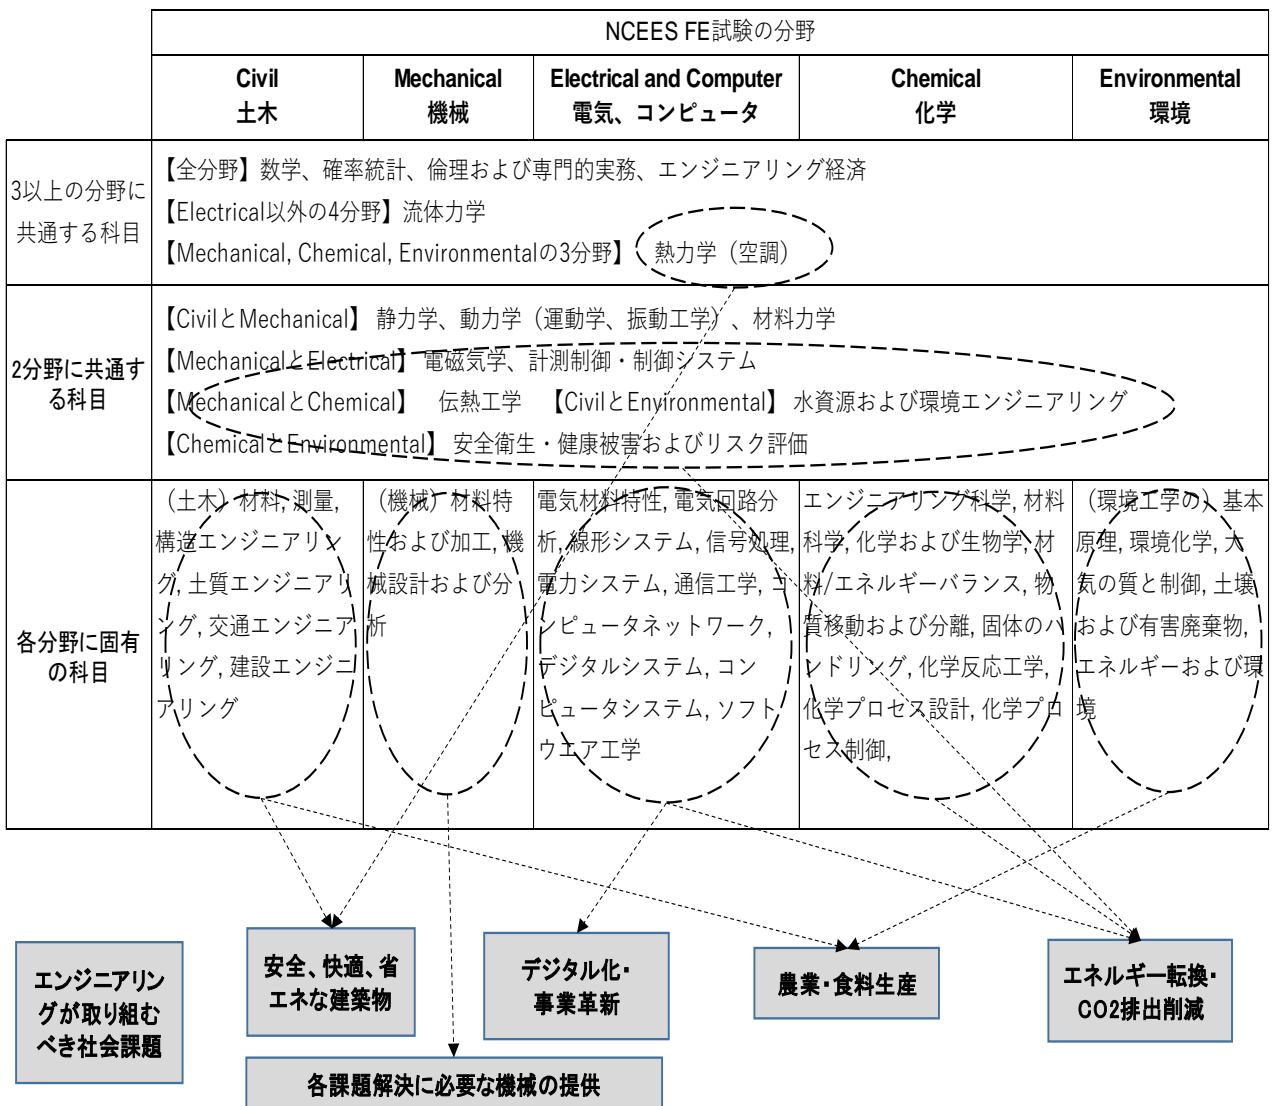 NCEES FE試験の分野
Civil
土木
Mechanical
機械
Electrical and Computer
電気、コンピュータ
Chemical
化学
Environmental
環境
3以上の分野に
共通する科目
【全分野】数学、確率統計、倫理および専門的実務、エンジニアリング経済
【Electrical以外の4分野】流体力学
【Mechanical, Chemical, Environmentalの3分野】 熱力学（空調）
2分野に共通す
る科目
【CivilとMechanical】 静力学、動力学（運動学、振動工学）、材料力学
【MechanicalとElectrical】 電磁気学、計測制御・制御システム
【MechanicalとChemical】 伝熱工学 【CivilとEnvironmental】 水資源および環境エンジニアリング
【ChemicalとEnvironmental】 安全衛生・健康被害およびリスク評価
各分野に固有
の科目
（土木）材料, 測量,
構造エンジニアリン
グ, 土質エンジニアリ
ング, 交通エンジニア
リング, 建設エンジニ
アリング
（機械）材料特
性および加工, 機
械設計および分
析
電気材料特性, 電気回路分
析, 線形システム, 信号処理,
電力システム, 通信工学, コ
ンピュータネットワーク,
デジタルシステム, コン
ピュータシステム, ソフト
ウエア工学
エンジニアリング科学, 材料
科学, 化学および生物学, 材
料/エネルギーバランス, 物
質移動および分離, 固体のハ
ンドリング, 化学反応工学,
化学プロセス設計, 化学プロ
セス制御,
（環境工学の）基本
原理, 環境化学, 大
気の質と制御, 土壌
および有害廃棄物,
エネルギーおよび環
境
エンジニアリン
グが取り組む
べき社会課題
安全、快適、省
エネな建築物
デジタル化・
事業革新
農業・食料生産
エネルギー転換・
CO2排出削減
各課題解決に必要な機械の提供